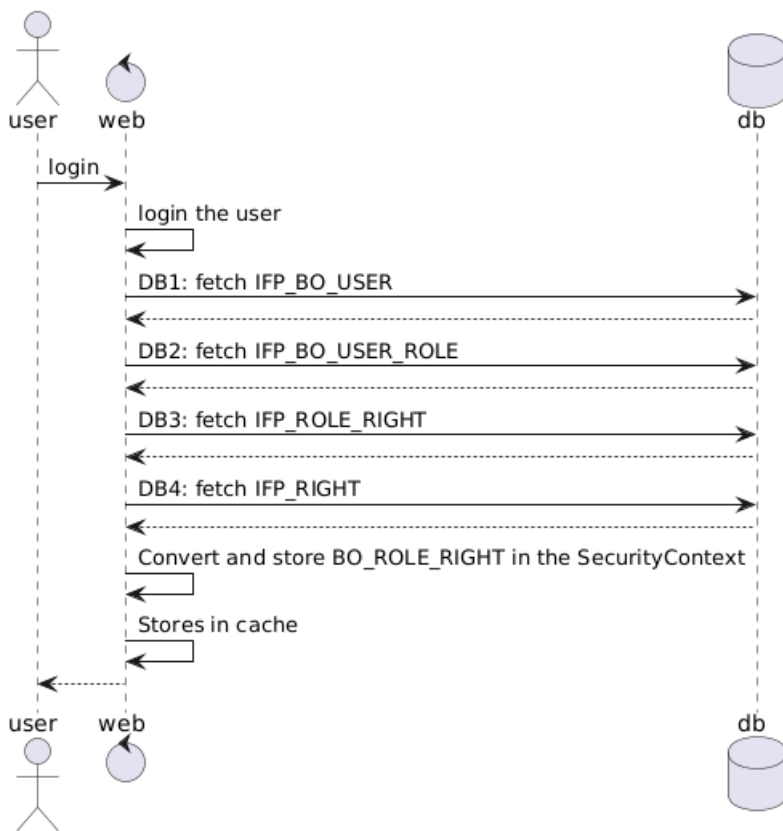 user
web
db
login
login the user
DB1: fetch IFP_BO_USER
DB2: fetch IFP_BO_USER_ROLE
DB3: fetch IFP_ROLE_RIGHT
DB4: fetch IFP_RIGHT
Convert and store BO_ROLE_RIGHT in the SecurityContext
Stores in cache
user
web
db